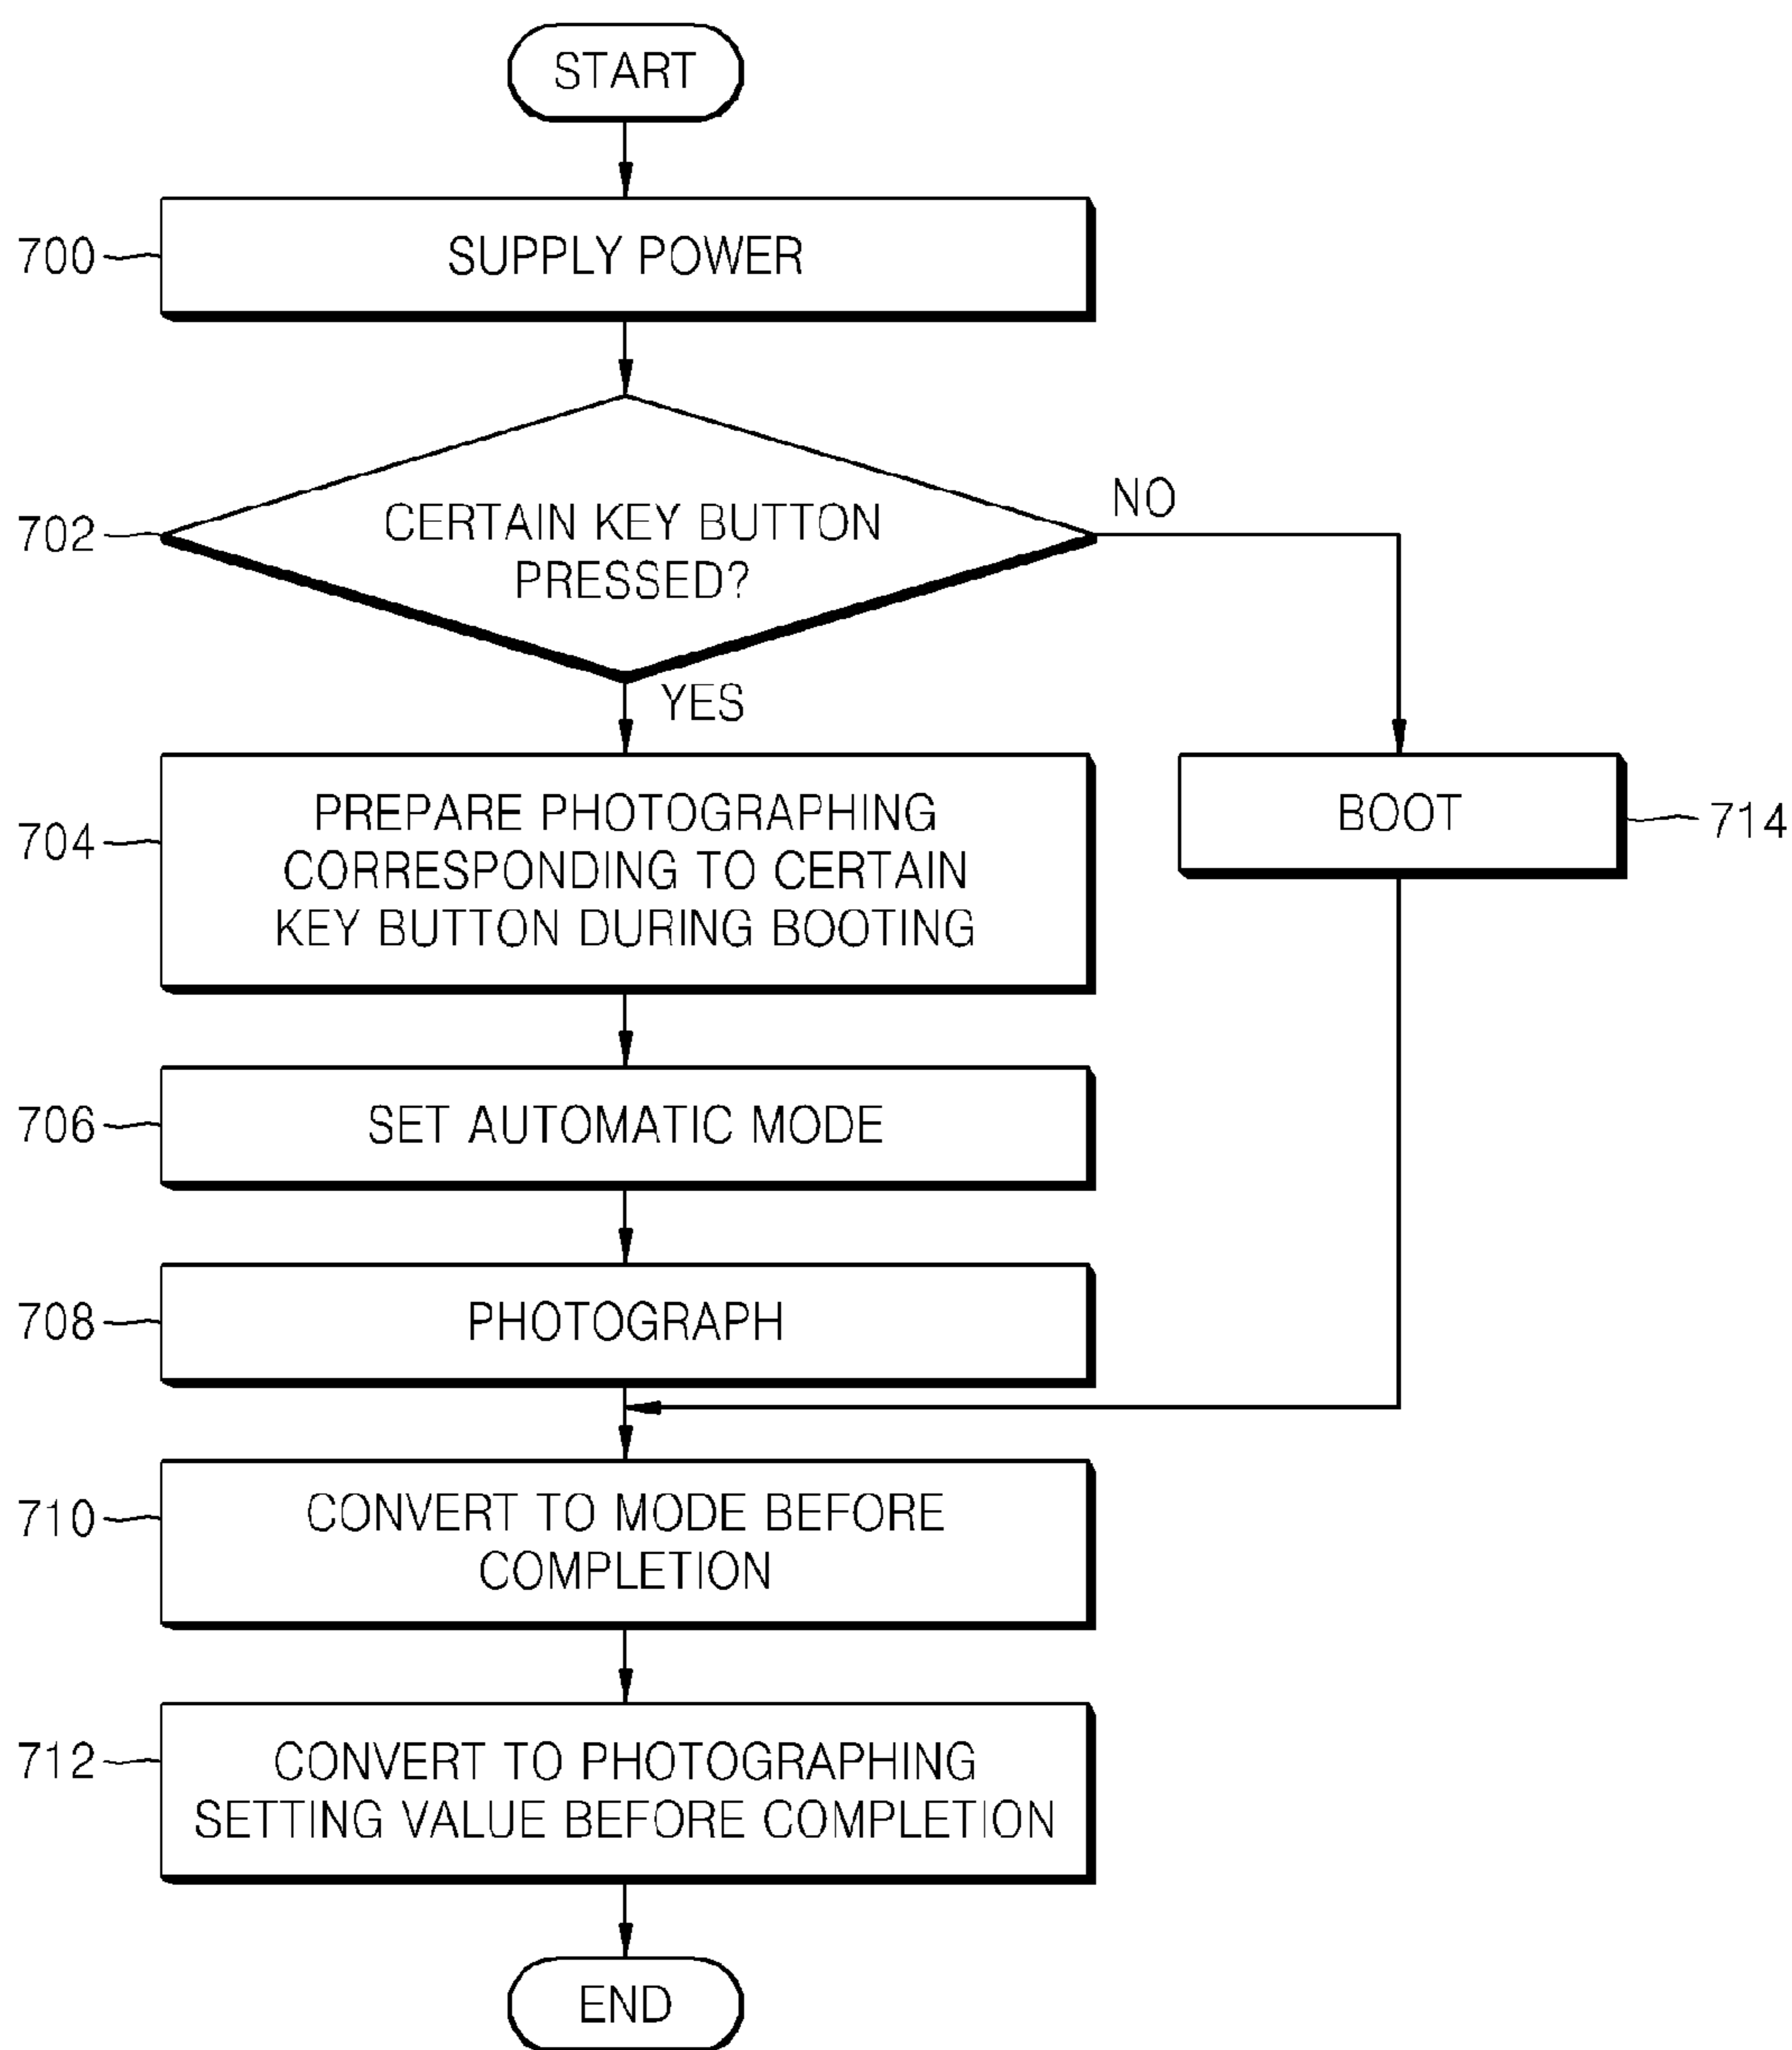 START
700
SUPPLY POWER
702
CERTAIN KEY BUTTON
PRESSED?
NO
YES
704
PREPARE PHOTOGRAPHING
CORRESPONDING TO CERTAIN
KEY BUTTON DURING BOOTING
BOOT
714
706
SET AUTOMATIC MODE
708
PHOTOGRAPH
710
CONVERT TO MODE BEFORE
COMPLETION
712
CONVERT TO PHOTOGRAPHING
SETTING VALUE BEFORE COMPLETION
END